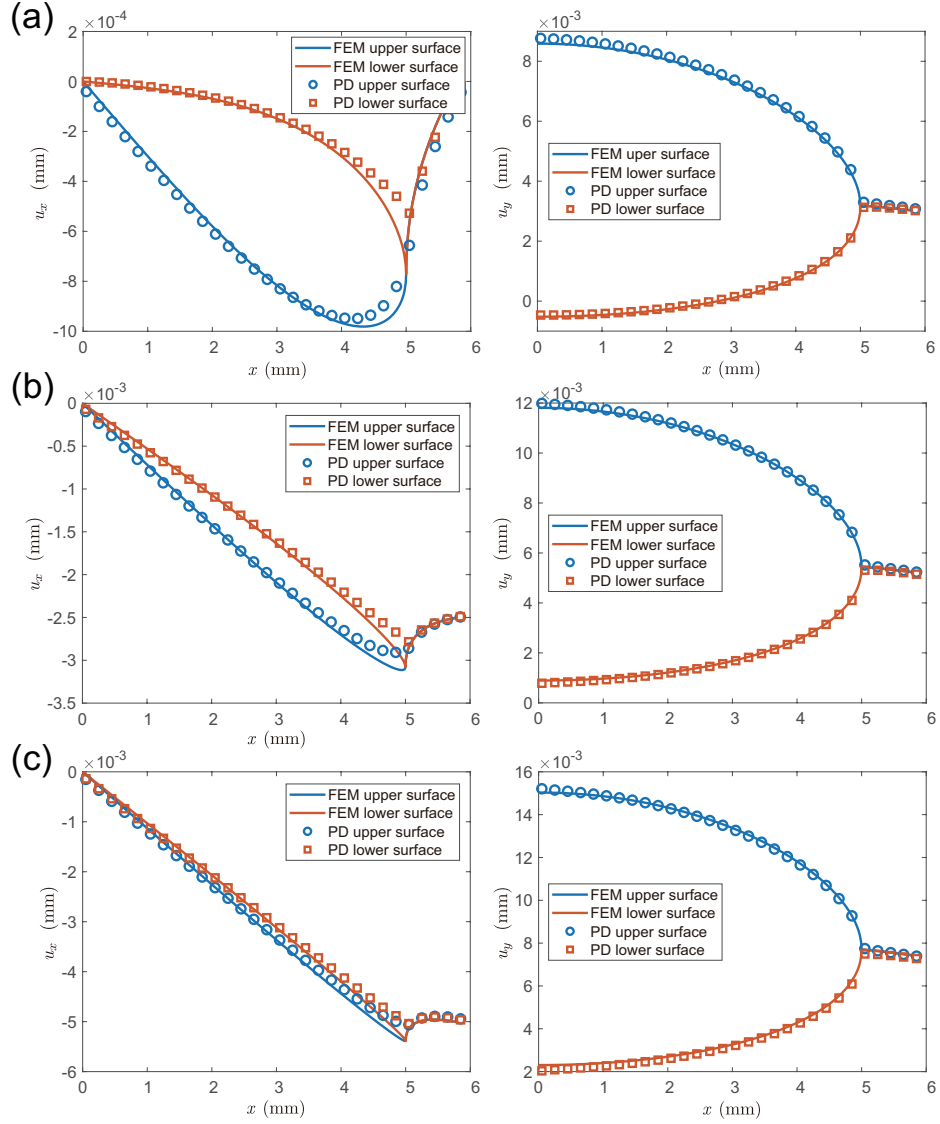 (a)
×10⁻⁴
2
0
-2
-4
-6
-8
-10
0 1 2 3 4 5 6
u_x (mm)
x (mm)
FEM upper surface
FEM lower surface
PD upper surface
PD lower surface
×10⁻³
8
6
4
2
0
0 1 2 3 4 5 6
u_y (mm)
x (mm)
FEM uper surface
FEM lower surface
PD upper surface
PD lower surface
(b)
×10⁻³
0
-0.5
-1
-1.5
-2
-2.5
-3
-3.5
0 1 2 3 4 5 6
u_x (mm)
x (mm)
FEM upper surface
FEM lower surface
PD upper surface
PD lower surface
×10⁻³
12
10
8
6
4
2
0
0 1 2 3 4 5 6
u_y (mm)
x (mm)
FEM upper surface
FEM lower surface
PD upper surface
PD lower surface
(c)
×10⁻³
0
-1
-2
-3
-4
-5
-6
0 1 2 3 4 5 6
u_x (mm)
x (mm)
FEM upper surface
FEM lower surface
PD upper surface
PD lower surface
×10⁻³
16
14
12
10
8
6
4
2
0 1 2 3 4 5 6
u_y (mm)
x (mm)
FEM upper surface
FEM lower surface
PD upper surface
PD lower surface